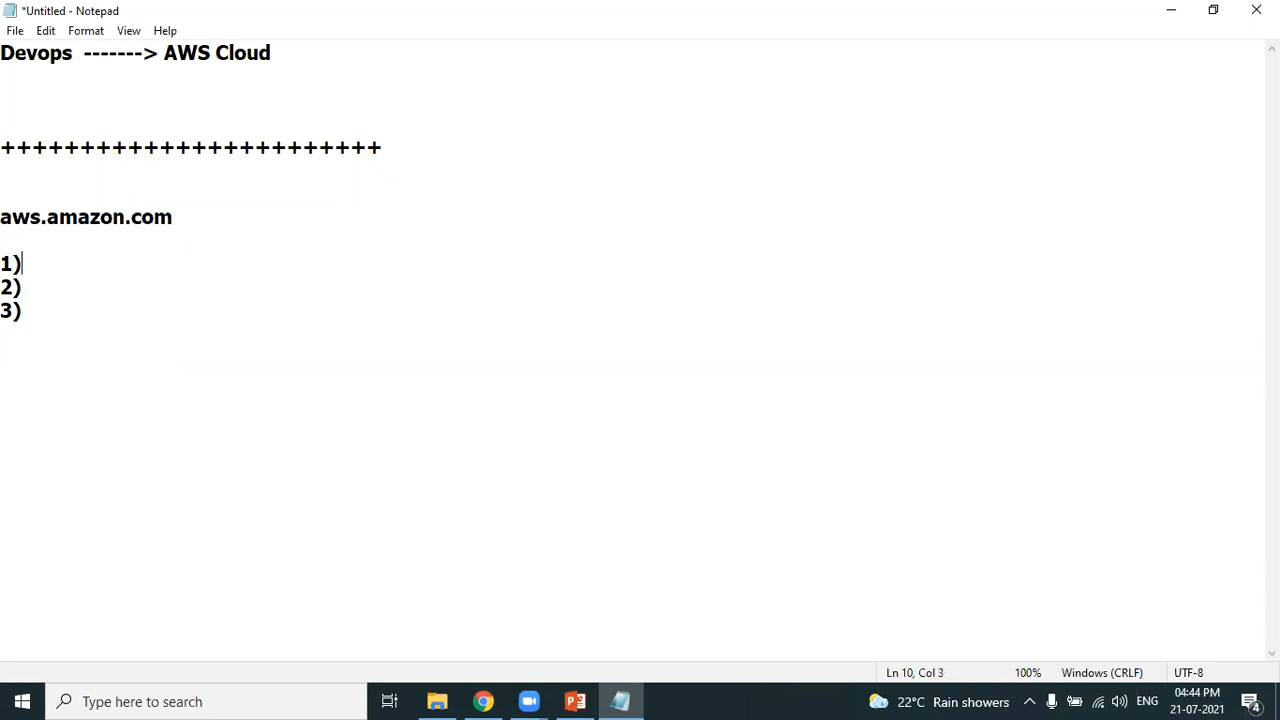 *Untitled - Notepad
File Edit Format View Help
Devops -------> AWS Cloud
++++++++++++++++++++++++
aws.amazon.com
1)
2)
3)
Ln 10, Col 3 100% Windows (CRLF) UTF-8
Type here to search
22°C Rain showers
ENG
04:44 PM
21-07-2021
4